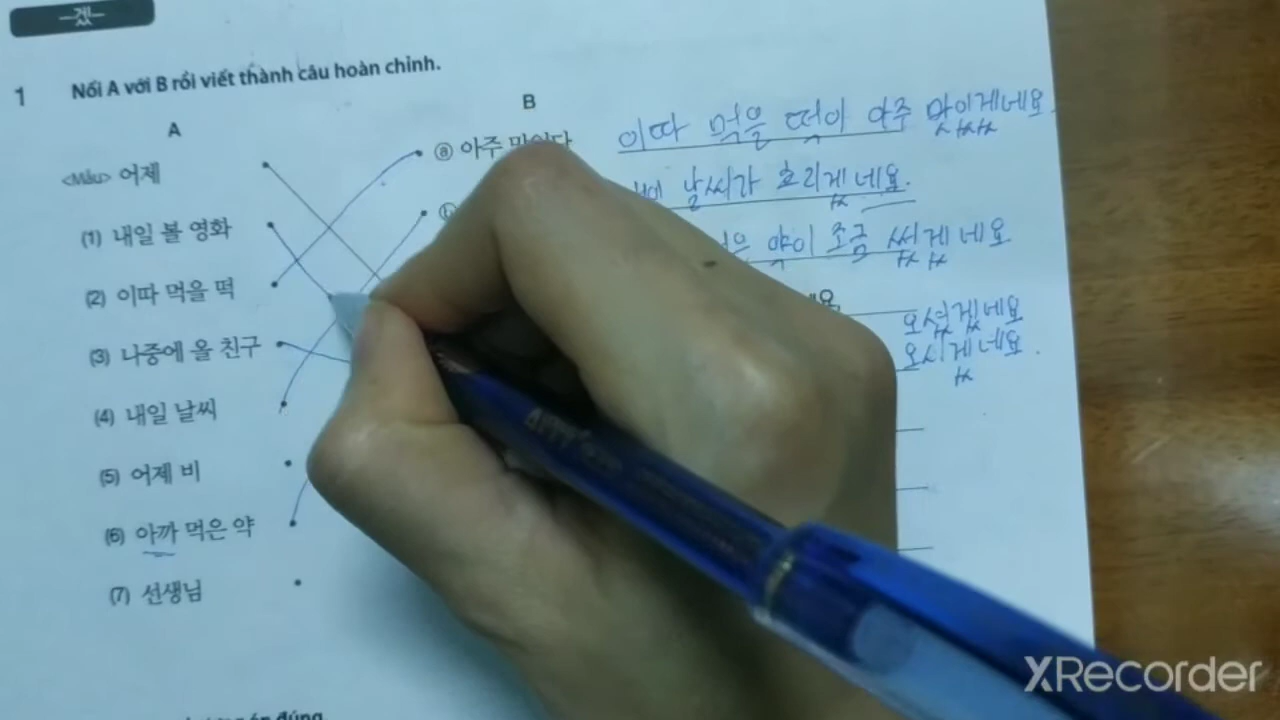 -겠-
1 Nối A với B rồi viết thành câu hoàn chỉnh.
A
B
<Mẫu> 어제
(1) 내일 볼 영화
(2) 이따 먹을 떡
(3) 나중에 올 친구
(4) 내일 날씨
(5) 어제 비
(6) 아까 먹은 약
(7) 선생님
ⓐ 아주
ⓑ
이따 먹을 떡이 아주 맛있겠네요.
날씨가 흐리겠네요.
약이 조금 썼겠네요
오셨겠네요
오시겠네요.
XRecorder